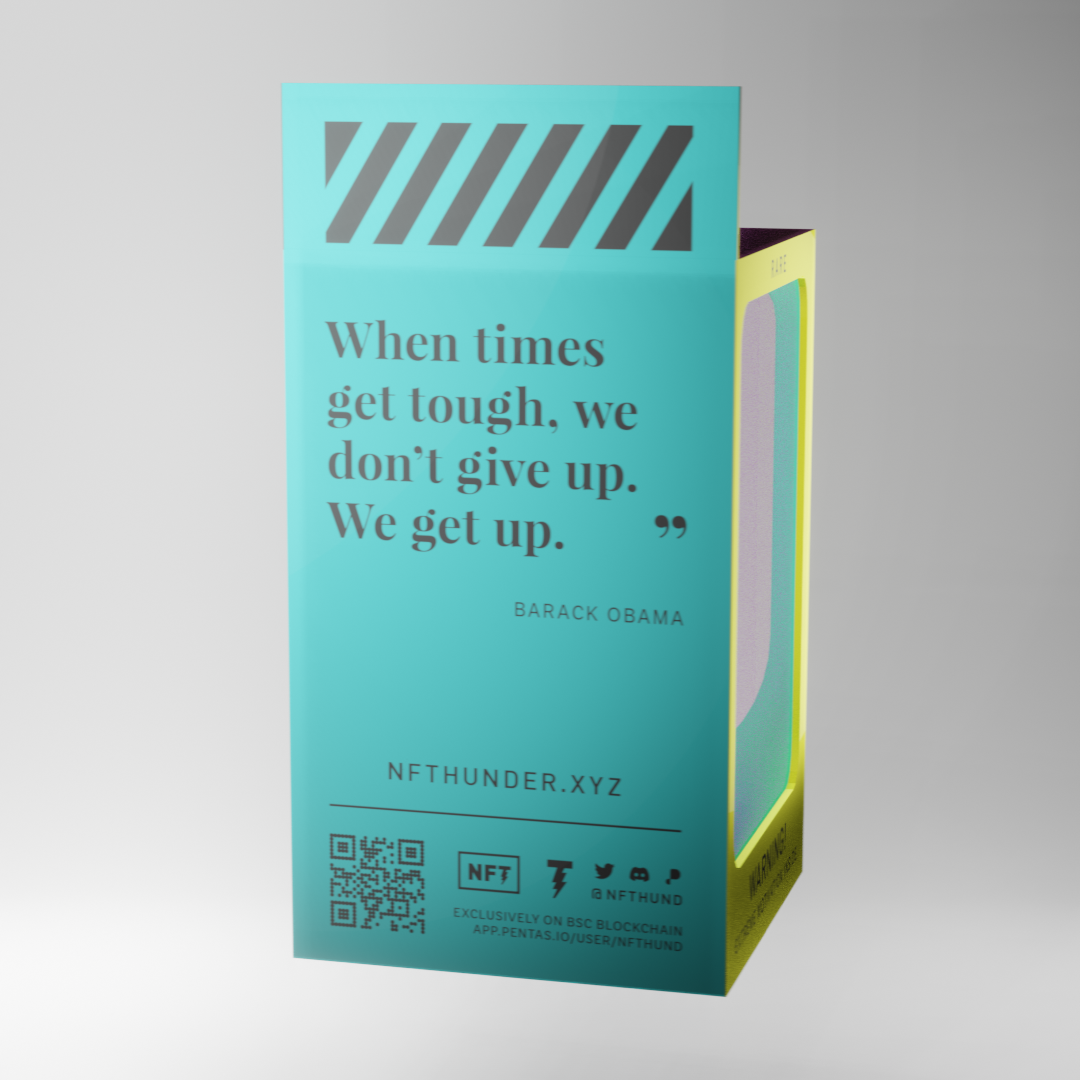 When times
get tough, we
don’t give up.
We get up. ”
BARACK OBAMA
NFTHUNDER.XYZ
NFT
@NFTHUND
EXCLUSIVELY ON BSC BLOCKCHAIN
APP.PENTAS.IO/USER/NFTHUND
RARE
WARNING!